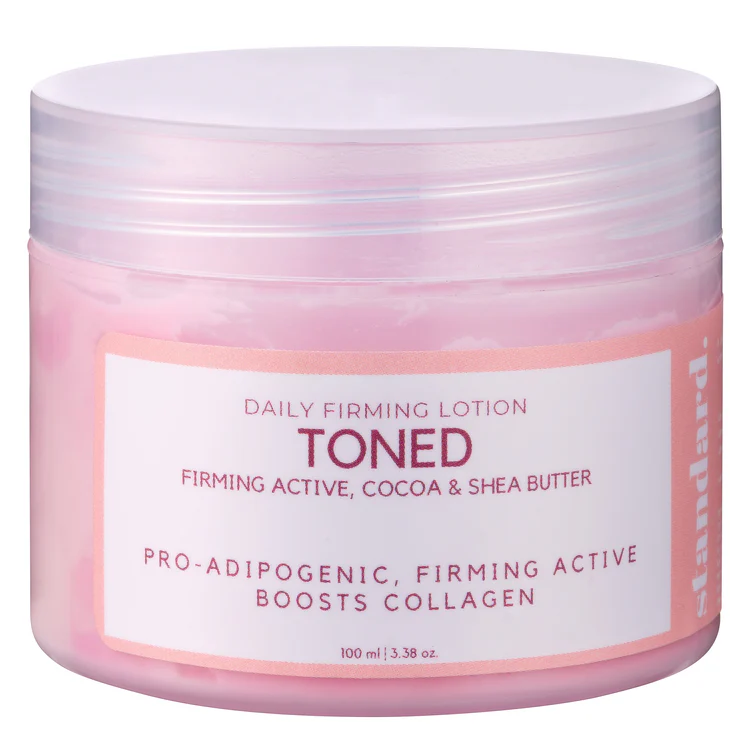 DAILY FIRMING LOTION
TONED
FIRMING ACTIVE, COCOA & SHEA BUTTER
PRO-ADIPOGENIC, FIRMING ACTIVE
BOOSTS COLLAGEN
100 ml ¦ 3.38 oz.
standard.